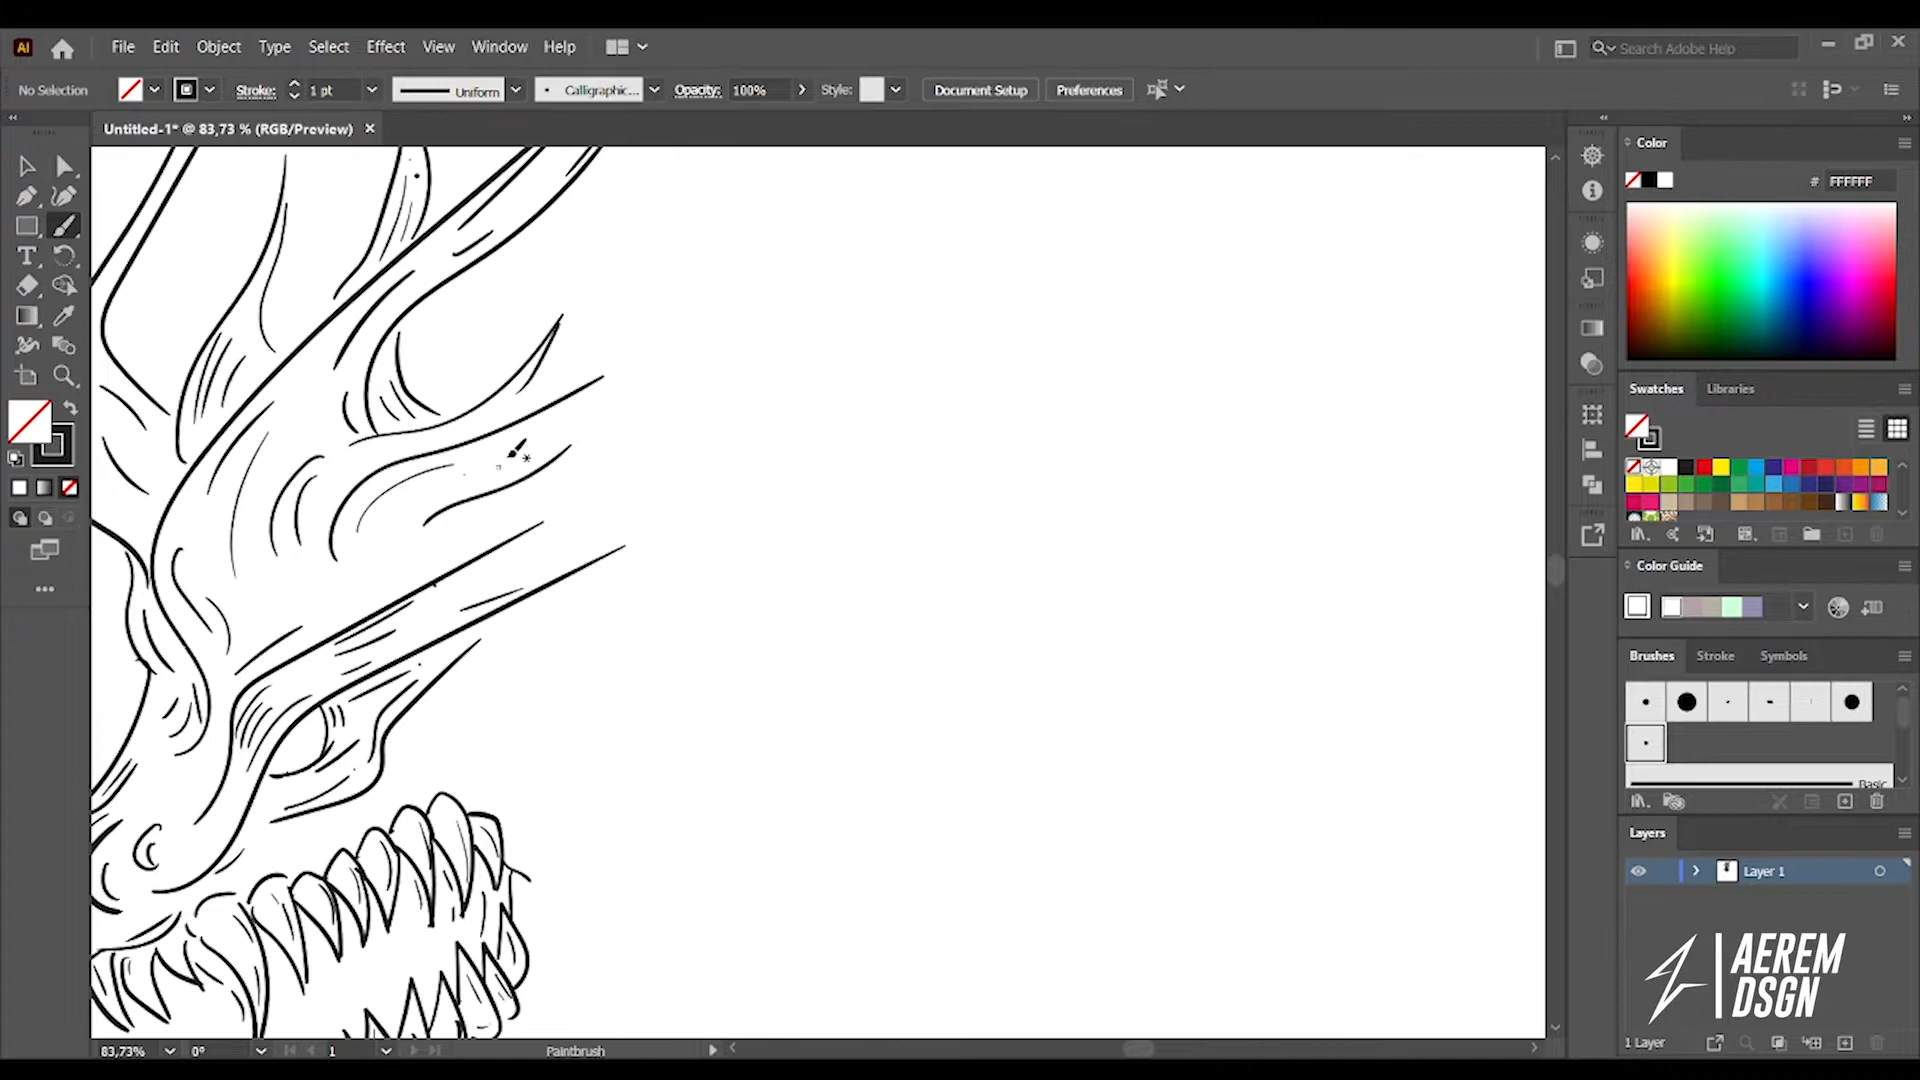 Ai File Edit Object Type Select Effect View Window Help Search Adobe Help
No Selection Stroke: 1 pt Uniform Calligraphic... Opacity: 100% Style: Document Setup Preferences
Untitled-1* @ 83,73 % (RGB/Preview)
Color
# FFFFFF
Swatches Libraries
Color Guide
Brushes Stroke Symbols
Basic
Layers
Layer 1
AEREM
DSGN
1 Layer
83,73% 0° 1 Paintbrush